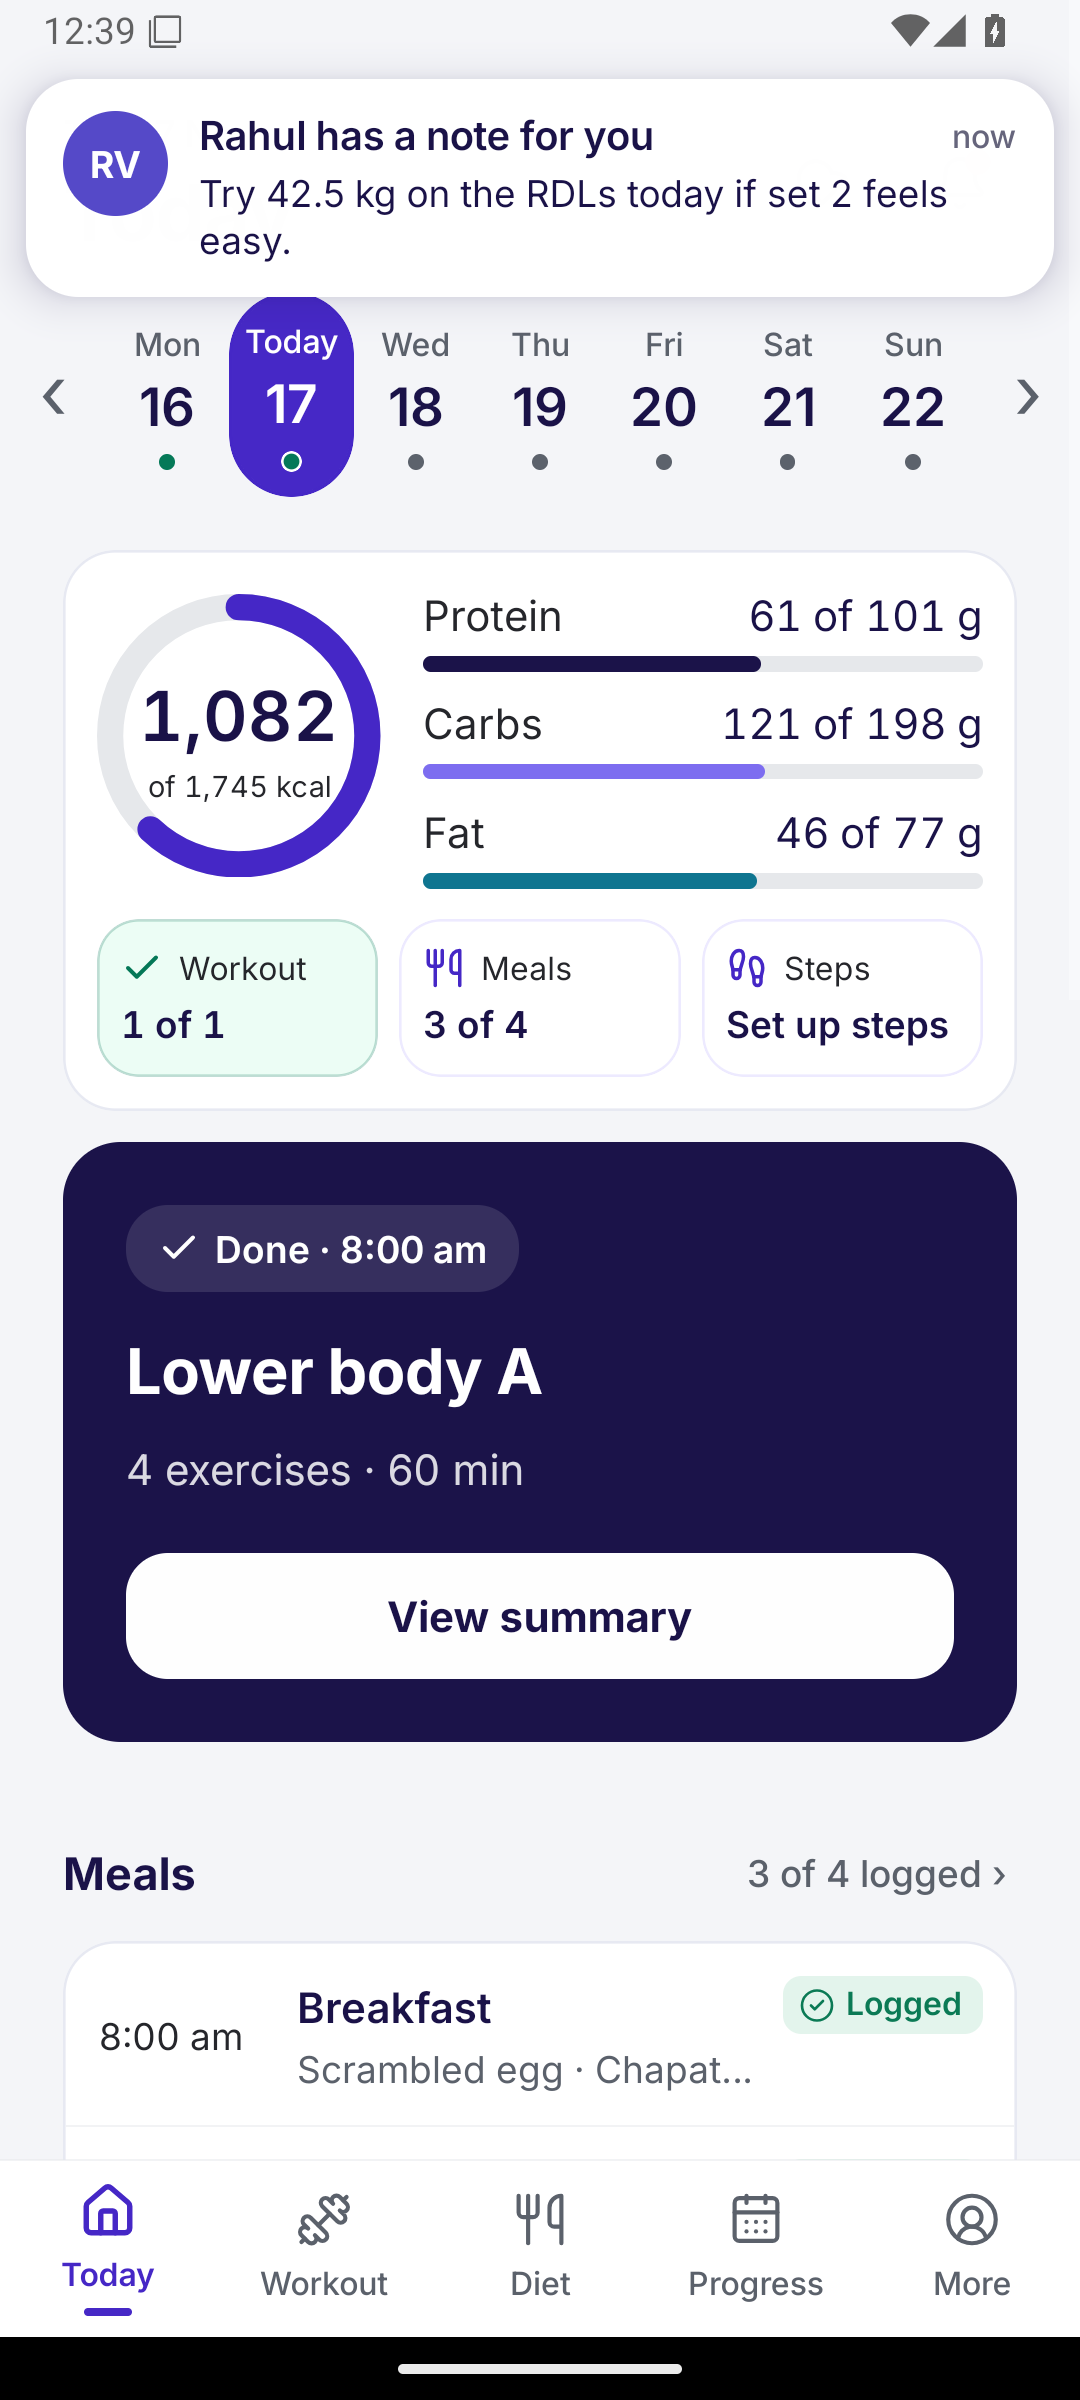 12:39
RV
Rahul has a note for you
now
Try 42.5 kg on the RDLs today if set 2 feels
easy.
Mon
Today
Wed
Thu
Fri
Sat
Sun
16
17
18
19
20
21
22
1,082
of 1,745 kcal
Protein
61 of 101 g
Carbs
121 of 198 g
Fat
46 of 77 g
Workout
1 of 1
Meals
3 of 4
Steps
Set up steps
Done · 8:00 am
Lower body A
4 exercises · 60 min
View summary
Meals
3 of 4 logged ›
8:00 am
Breakfast
Logged
Scrambled egg · Chapat...
Today
Workout
Diet
Progress
More